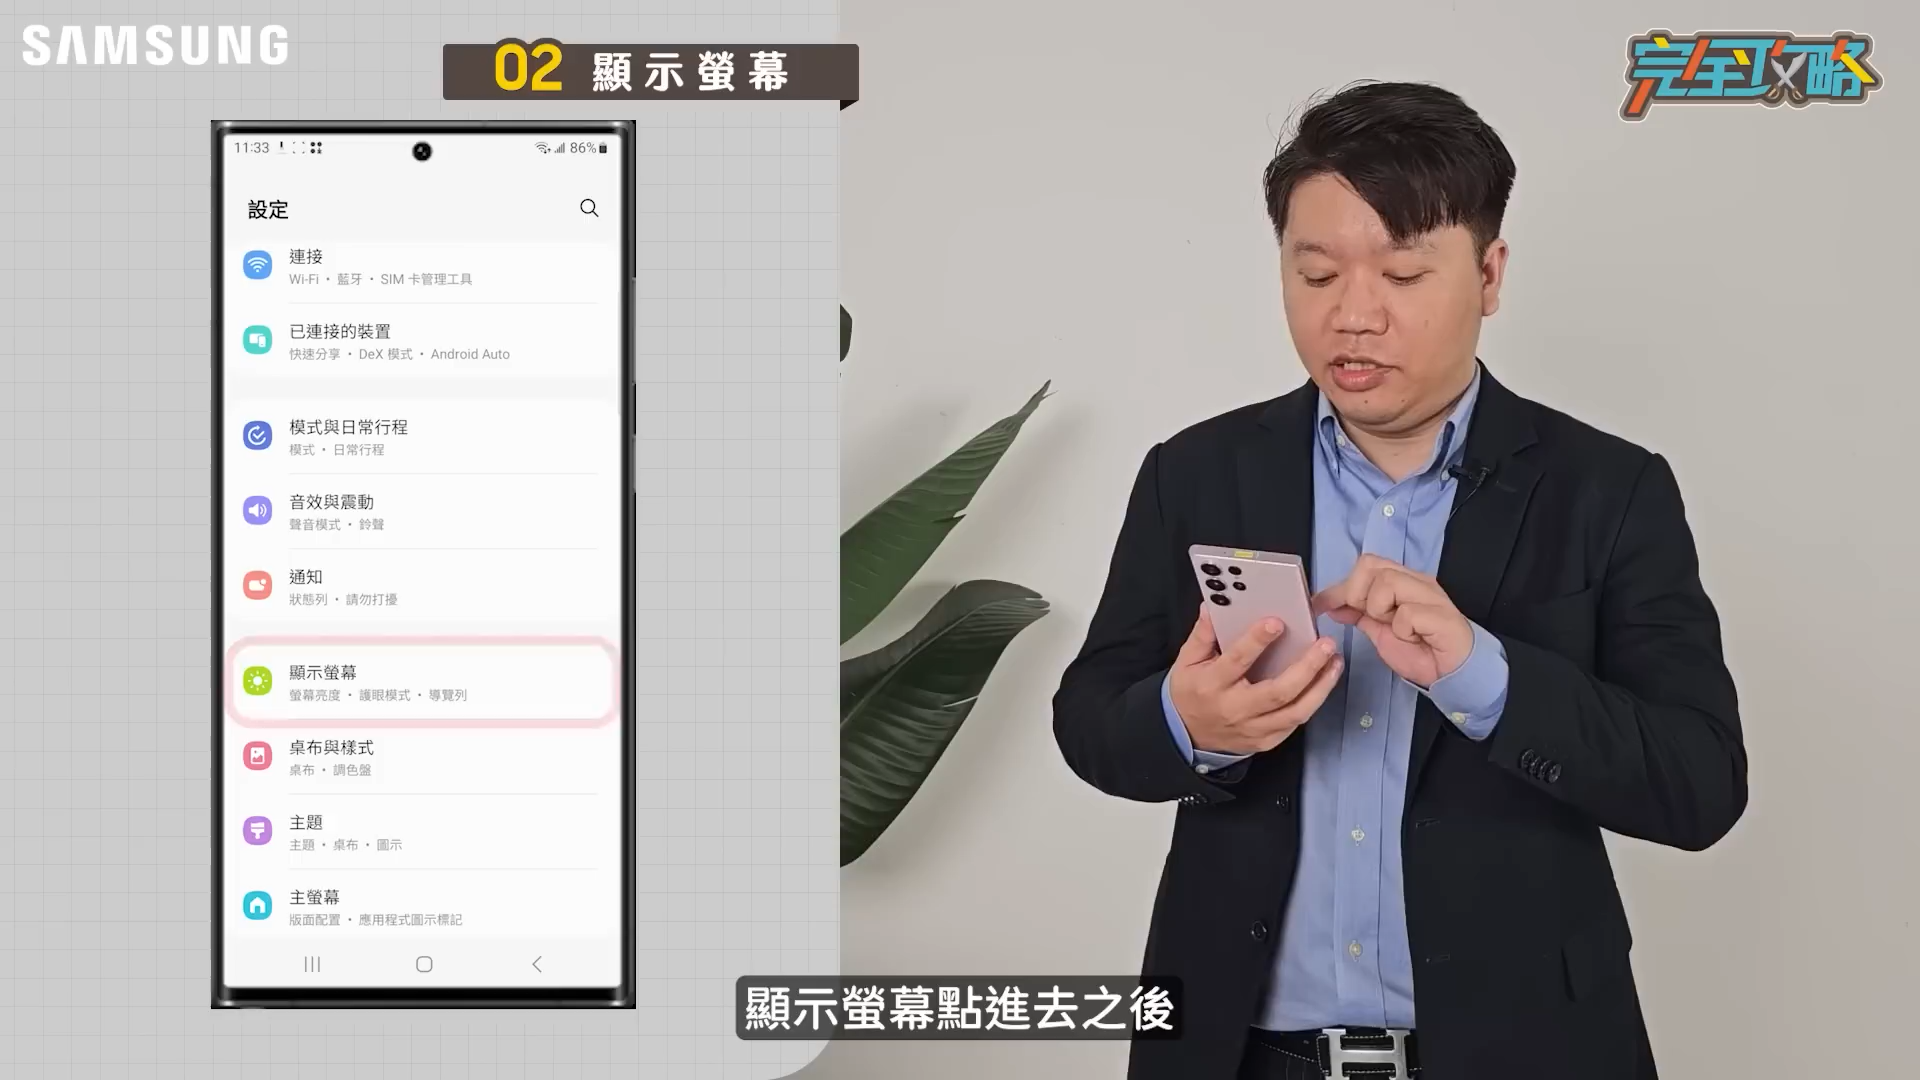 SAMSUNG
02 顯示螢幕
完全攻略
11:33
86%
設定
連接
Wi-Fi・藍牙・SIM 卡管理工具
已連接的裝置
快速分享・DeX 模式・Android Auto
模式與日常行程
模式・日常行程
音效與震動
聲音模式・鈴聲
通知
狀態列・請勿打擾
顯示螢幕
螢幕亮度・護眼模式・導覽列
桌布與樣式
桌布・調色盤
主題
主題・桌布・圖示
主螢幕
版面配置・應用程式圖示標記
顯示螢幕點進去之後